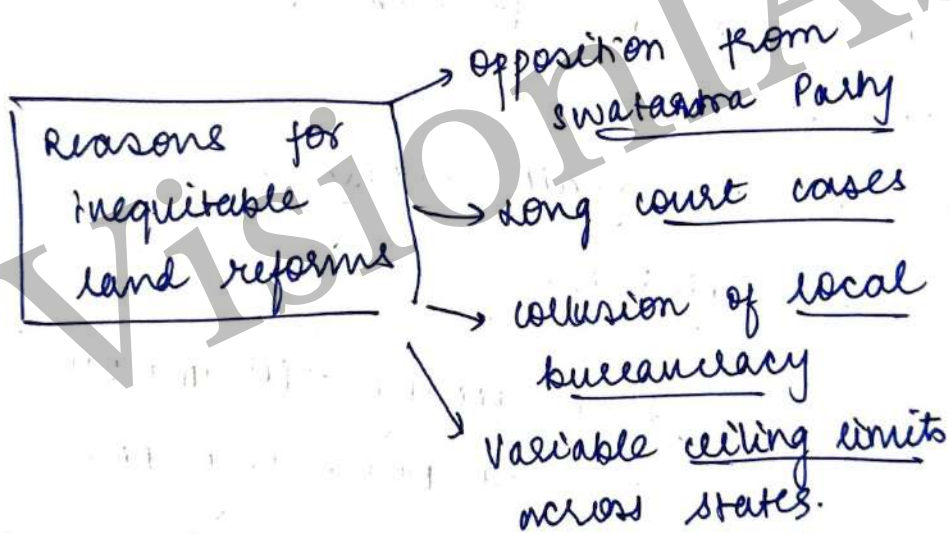 Reasons for
inequitable
land reforms
opposition from
swatantra Party
Long court cases
collusion of local
bureaucracy
Variable ceiling limits
across states.
VisionIAS